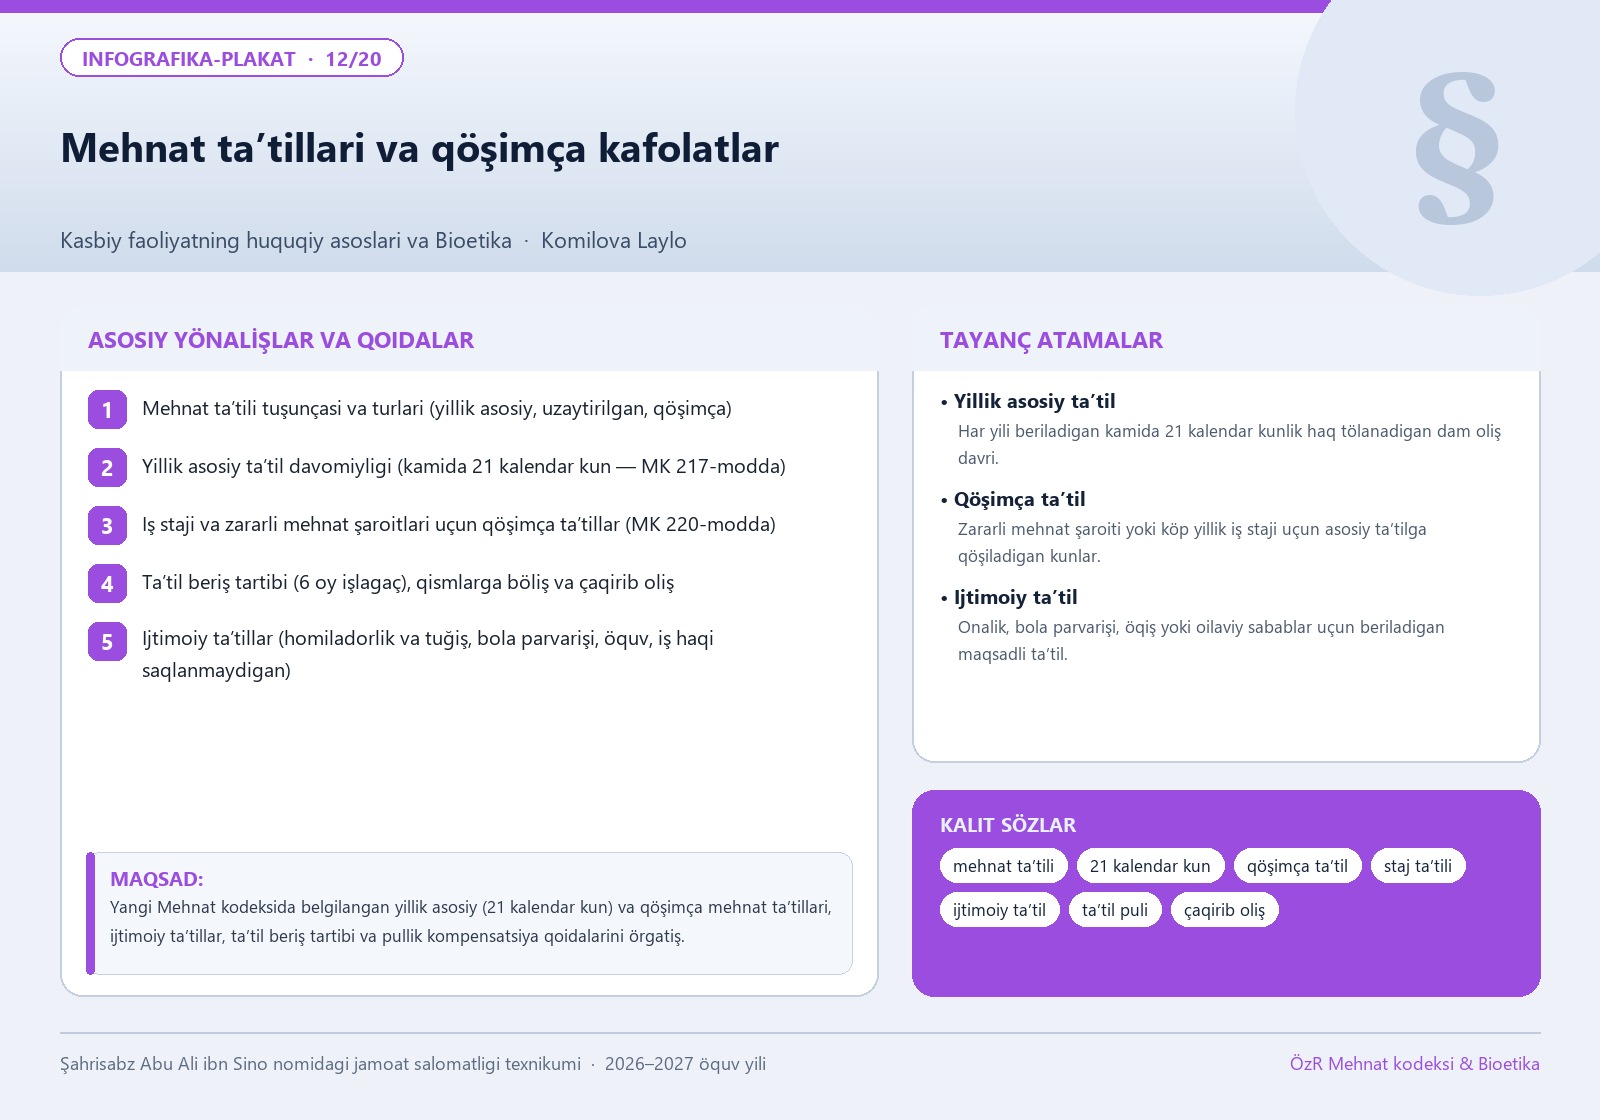 INFOGRAFIKA-PLAKAT · 12/20
§
Mehnat ta’tillari va qöşimça kafolatlar
Kasbiy faoliyatning huquqiy asoslari va Bioetika · Komilova Laylo
ASOSIY YÖNALİŞLAR VA QOIDALAR
1 Mehnat ta’tili tuşunçasi va turlari (yillik asosiy, uzaytirilgan, qöşimça)
2 Yillik asosiy ta’til davomiyligi (kamida 21 kalendar kun — MK 217-modda)
3 Iş staji va zararli mehnat şaroitlari uçun qöşimça ta’tillar (MK 220-modda)
4 Ta’til beriş tartibi (6 oy işlagaç), qismlarga böliş va çaqirib oliş
5 Ijtimoiy ta’tillar (homiladorlik va tuğiş, bola parvarişi, öquv, iş haqi
saqlanmaydigan)
MAQSAD:
Yangi Mehnat kodeksida belgilangan yillik asosiy (21 kalendar kun) va qöşimça mehnat ta’tillari,
ijtimoiy ta’tillar, ta’til beriş tartibi va pullik kompensatsiya qoidalarini örgatiş.
TAYANÇ ATAMALAR
• Yillik asosiy ta’til
Har yili beriladigan kamida 21 kalendar kunlik haq tölanadigan dam oliş
davri.
• Qöşimça ta’til
Zararli mehnat şaroiti yoki köp yillik iş staji uçun asosiy ta’tilga
qöşiladigan kunlar.
• Ijtimoiy ta’til
Onalik, bola parvarişi, öqiş yoki oilaviy sabablar uçun beriladigan
maqsadli ta’til.
KALIT SÖZLAR
mehnat ta’tili 21 kalendar kun qöşimça ta’til staj ta’tili
ijtimoiy ta’til ta’til puli çaqirib oliş
Şahrisabz Abu Ali ibn Sino nomidagi jamoat salomatligi texnikumi · 2026–2027 öquv yili
ÖzR Mehnat kodeksi & Bioetika